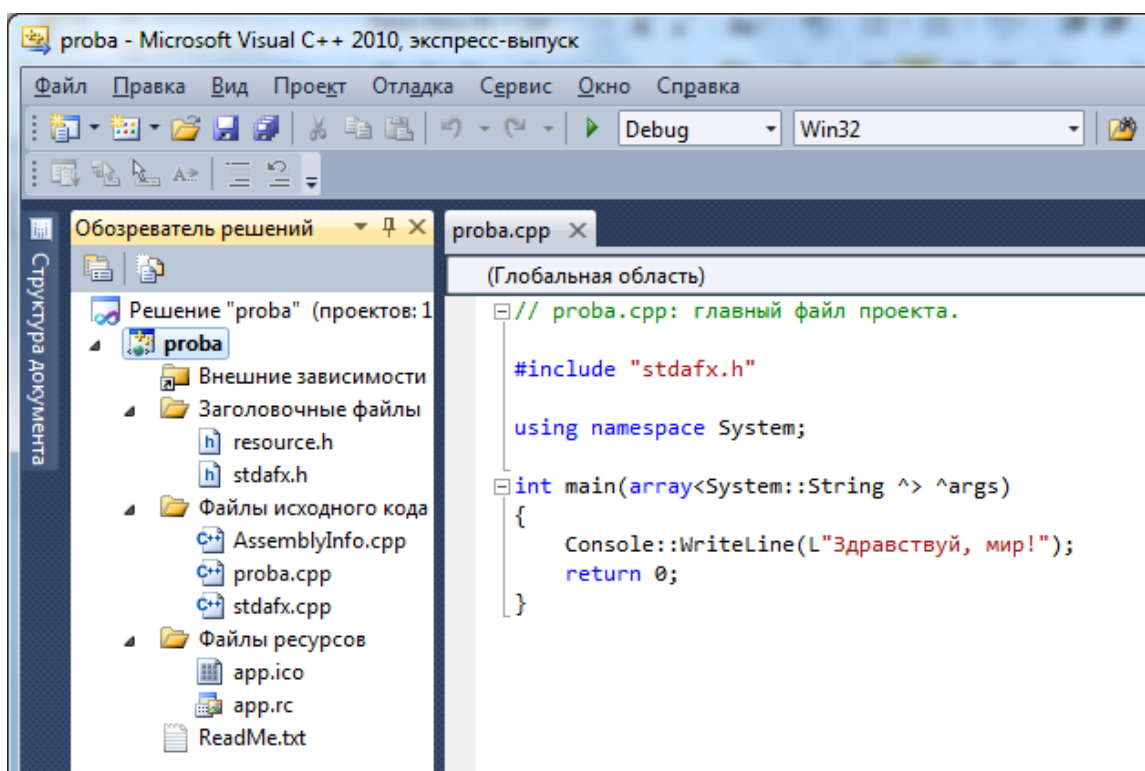 proba - Microsoft Visual C++ 2010, экспресс-выпуск
Файл Правка Вид Проект Отладка Сервис Окно Справка
Debug Win32
Структура документа
Обозреватель решений
Решение "proba" (проектов: 1
proba
Внешние зависимости
Заголовочные файлы
resource.h
stdafx.h
Файлы исходного кода
AssemblyInfo.cpp
proba.cpp
stdafx.cpp
Файлы ресурсов
app.ico
app.rc
ReadMe.txt
proba.cpp
(Глобальная область)
// proba.cpp: главный файл проекта.
#include "stdafx.h"
using namespace System;
int main(array<System::String ^> ^args)
{
Console::WriteLine(L"Здравствуй, мир!");
return 0;
}